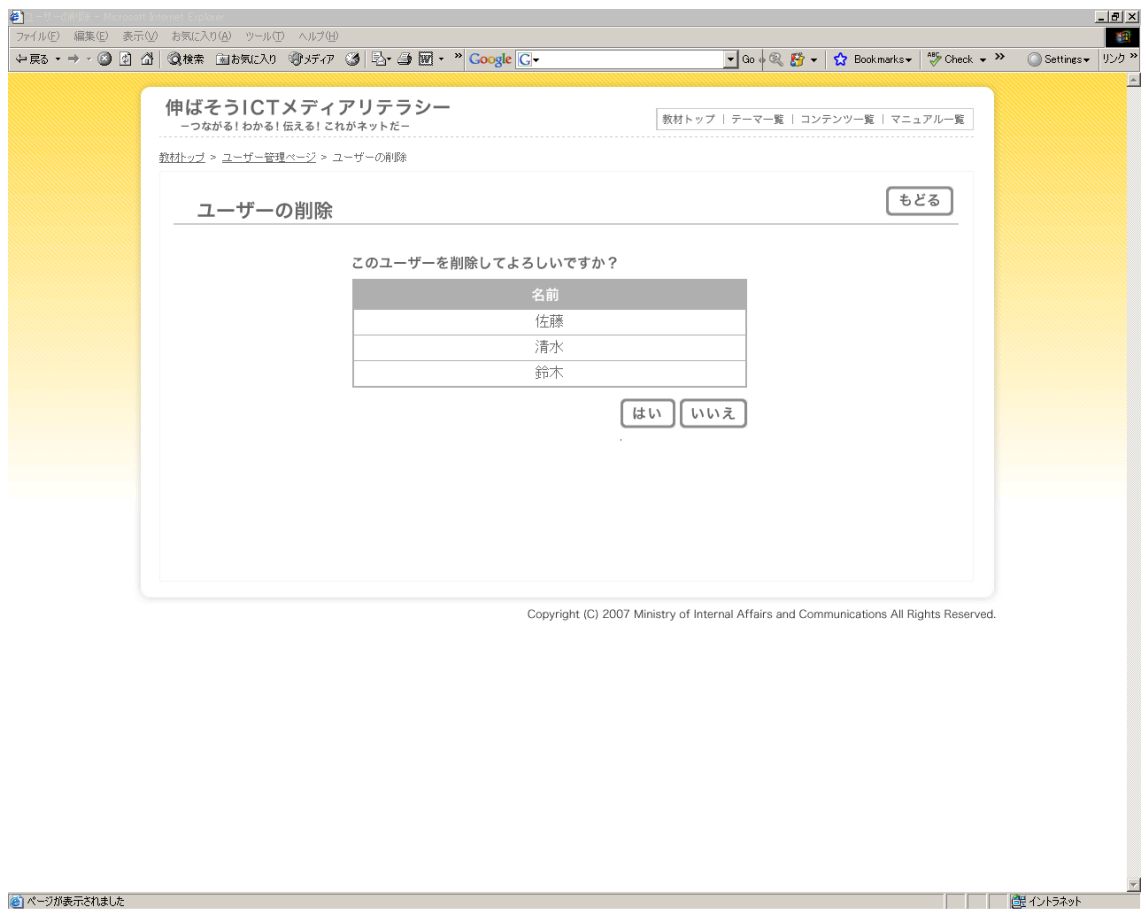 ユーザーの削除 - Microsoft Internet Explorer
ファイル(F) 編集(E) 表示(V) お気に入り(A) ツール(T) ヘルプ(H)
戻る 検索 お気に入り メディア » Google G Go Bookmarks Check » Settings リンク »
伸ばそうICTメディアリテラシー
-つながる!わかる!伝える!これがネットだ-
教材トップ | テーマ一覧 | コンテンツ一覧 | マニュアル一覧
教材トップ > ユーザー管理ページ > ユーザーの削除
ユーザーの削除
もどる
このユーザーを削除してよろしいですか?
名前
佐藤
清水
鈴木
はい いいえ
Copyright (C) 2007 Ministry of Internal Affairs and Communications All Rights Reserved.
ページが表示されました イントラネット